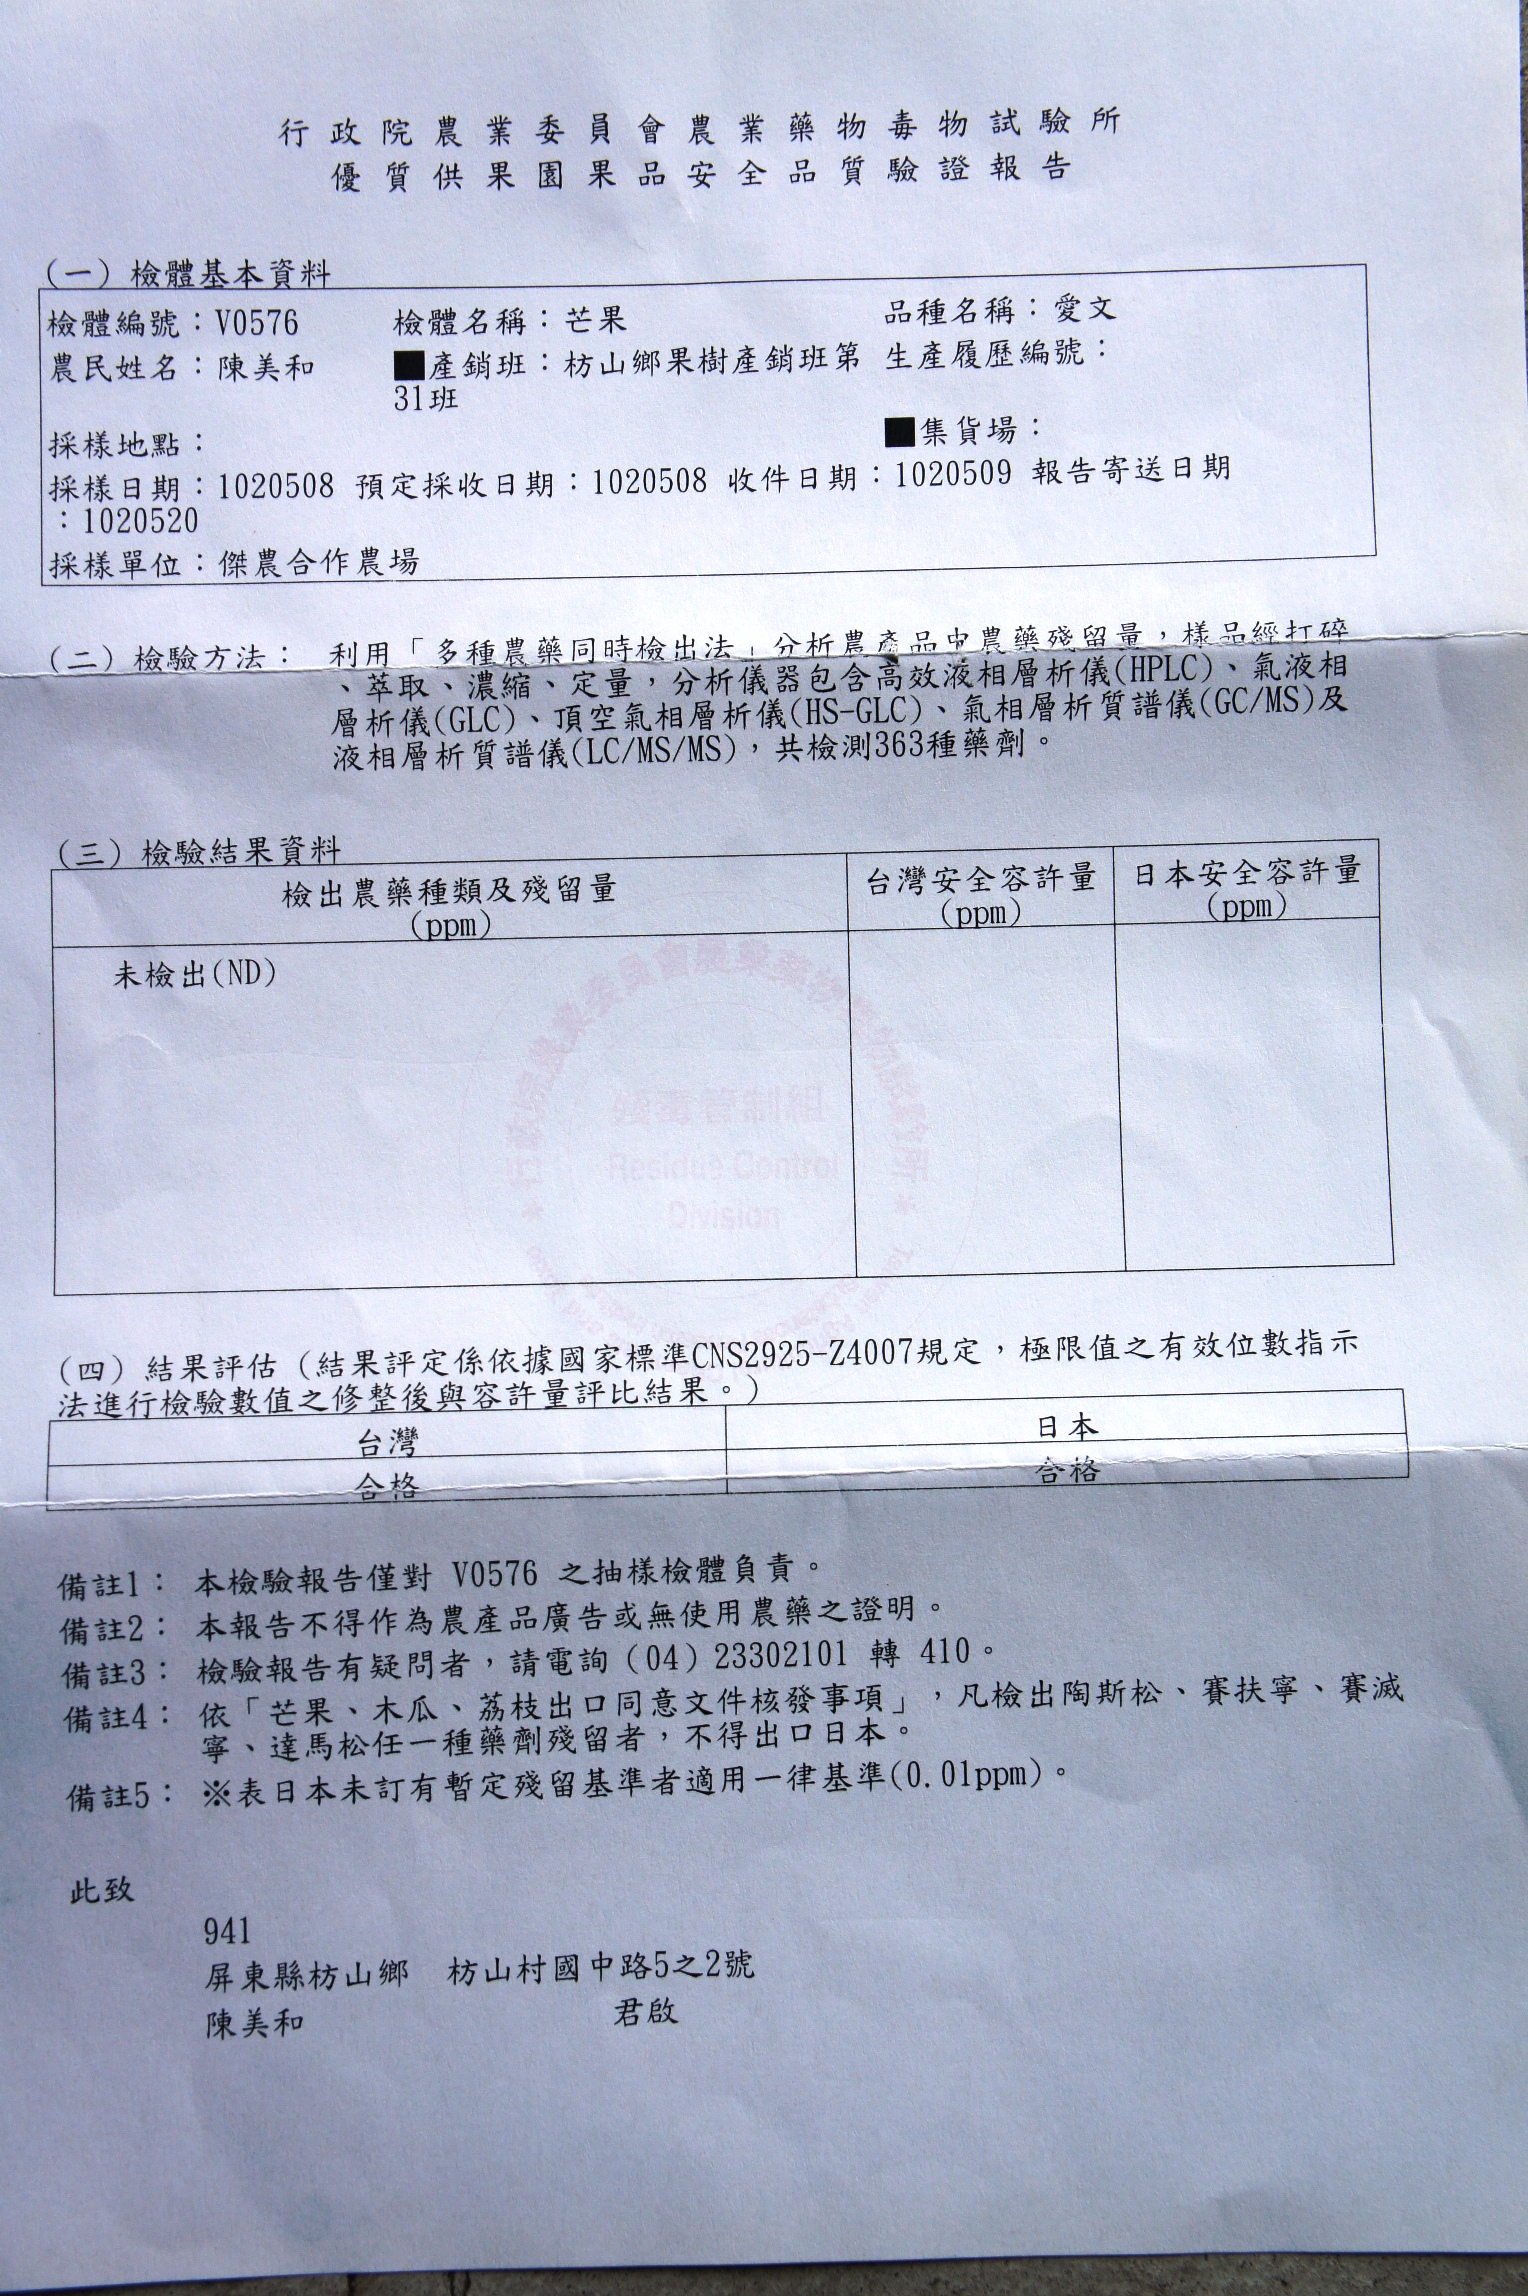 行政院農業委員會農業藥物毒物試驗所
優質供果園果品安全品質驗證報告
(一)檢體基本資料
檢體編號：V0576 檢體名稱：芒果 品種名稱：愛文
農民姓名：陳美和 ■產銷班：枋山鄉果樹產銷班第 生產履歷編號：
31班
採樣地點： ■集貨場：
採樣日期：1020508 預定採收日期：1020508 收件日期：1020509 報告寄送日期
：1020520
採樣單位：傑農合作農場
(二)檢驗方法： 利用「多種農藥同時檢出法」分析農產品中農藥殘留量，樣品經打碎
、萃取、濃縮、定量，分析儀器包含高效液相層析儀(HPLC)、氣液相
層析儀(GLC)、頂空氣相層析儀(HS-GLC)、氣相層析質譜儀(GC/MS)及
液相層析質譜儀(LC/MS/MS)，共檢測363種藥劑。
(三)檢驗結果資料
檢出農藥種類及殘留量 台灣安全容許量 日本安全容許量
(ppm) (ppm) (ppm)
未檢出(ND)
行政院農業委員會農業藥物毒物試驗所
殘毒管制組
Residue Control
Division
(四)結果評估(結果評定係依據國家標準CNS2925-Z4007規定，極限值之有效位數指示
法進行檢驗數值之修整後與容許量評比結果。)
台灣 日本
合格 合格
備註1： 本檢驗報告僅對 V0576 之抽樣檢體負責。
備註2： 本報告不得作為農產品廣告或無使用農藥之證明。
備註3： 檢驗報告有疑問者，請電詢(04)23302101 轉 410。
備註4： 依「芒果、木瓜、荔枝出口同意文件核發事項」，凡檢出陶斯松、賽扶寧、賽滅
寧、達馬松任一種藥劑殘留者，不得出口日本。
備註5： ※表日本未訂有暫定殘留基準者適用一律基準(0.01ppm)。
此致
941
屏東縣枋山鄉 枋山村國中路5之2號
陳美和 君啟